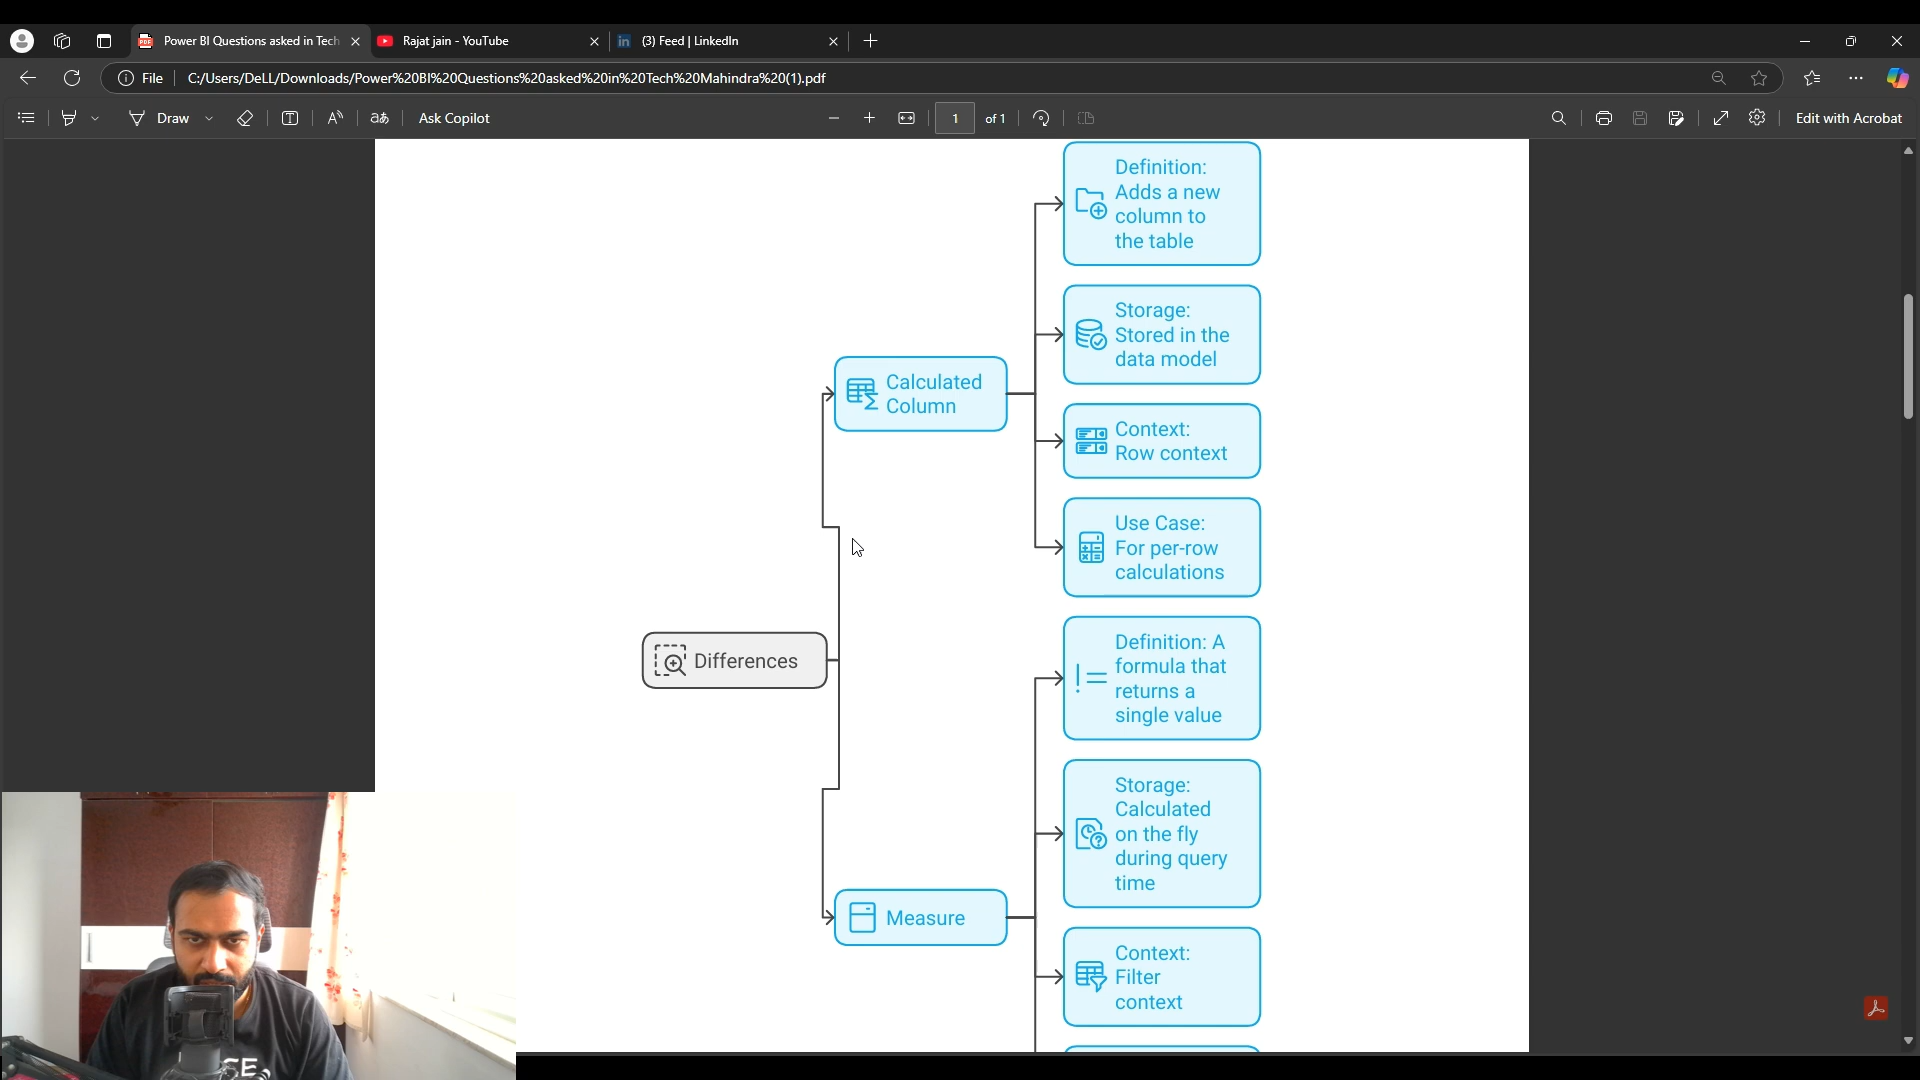 Power BI Questions asked in Tech
Rajat jain - YouTube
(3) Feed | LinkedIn
File
C:/Users/DeLL/Downloads/Power%20BI%20Questions%20asked%20in%20Tech%20Mahindra%20(1).pdf
Draw
aあ
Ask Copilot
1
of 1
Edit with Acrobat
Definition:
Adds a new
column to
the table
Storage:
Stored in the
data model
Calculated
Column
Context:
Row context
Use Case:
For per-row
calculations
Differences
Definition: A
formula that
returns a
single value
Storage:
Calculated
on the fly
during query
time
Measure
Context:
Filter
context